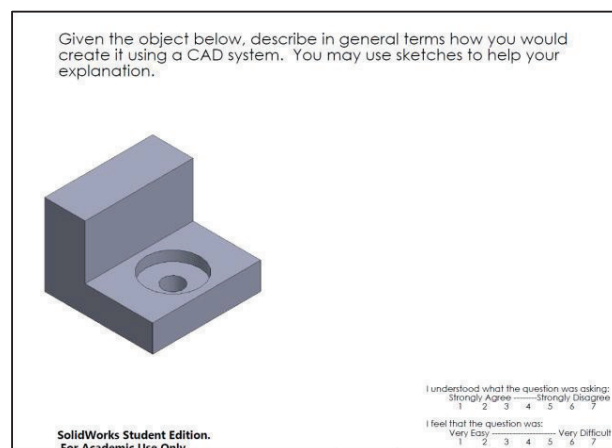 Given the object below, describe in general terms how you would
create it using a CAD system.  You may use sketches to help your
explanation.
I understood what the question was asking:
Strongly Agree --------Strongly Disagree
1 2 3 4 5 6 7
I feel that the question was:
Very Easy ---------------- Very Difficult
1 2 3 4 5 6 7
SolidWorks Student Edition.
For Academic Use Only.